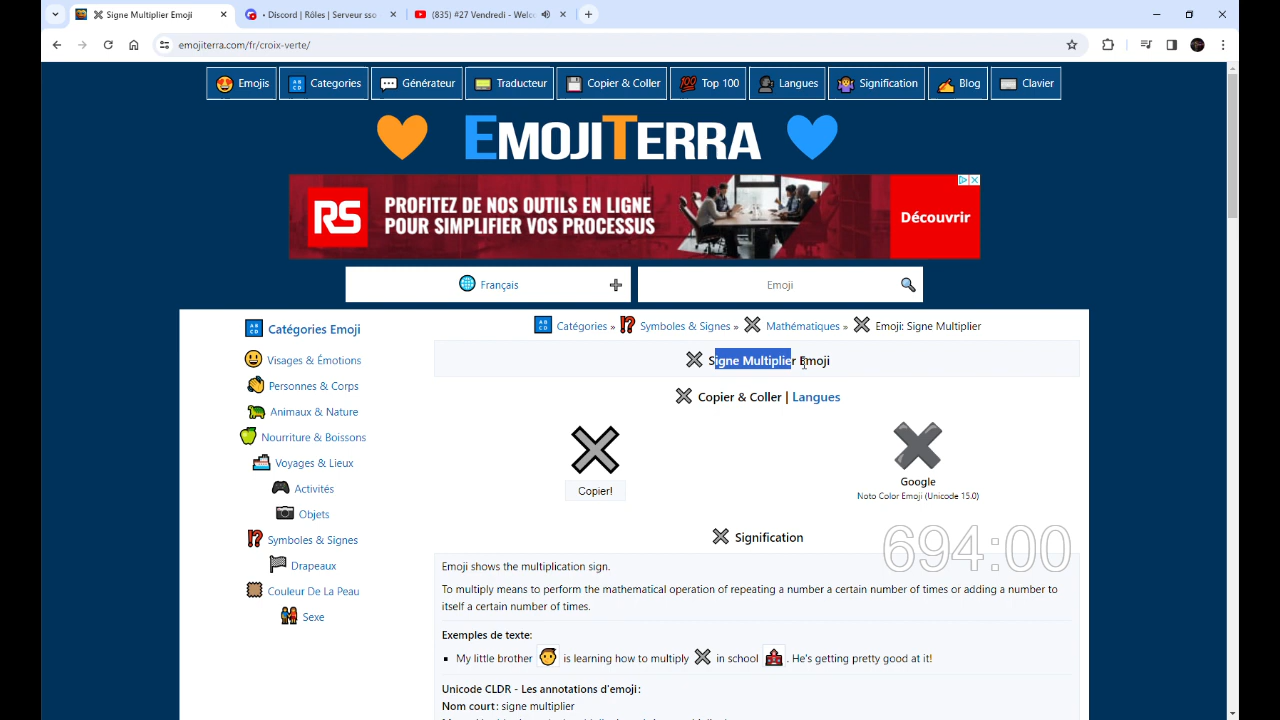 Signe Multiplier Emoji
• Discord | Rôles | Serveur sso
(835) #27 Vendredi - Welc
emojiterra.com/fr/croix-verte/
Emojis
Categories
Générateur
Traducteur
Copier & Coller
Top 100
Langues
Signification
Blog
Clavier
EMOJITERRA
RS
PROFITEZ DE NOS OUTILS EN LIGNE
POUR SIMPLIFIER VOS PROCESSUS
Découvrir
Français
Emoji
Catégories Emoji
Visages & Émotions
Personnes & Corps
Animaux & Nature
Nourriture & Boissons
Voyages & Lieux
Activités
Objets
Symboles & Signes
Drapeaux
Couleur De La Peau
Sexe
Catégories » Symboles & Signes » Mathématiques » Emoji: Signe Multiplier
Signe Multiplier Emoji
Copier & Coller | Langues
Copier!
Google
Noto Color Emoji (Unicode 15.0)
Signification
694:00
Emoji shows the multiplication sign.
To multiply means to perform the mathematical operation of repeating a number a certain number of times or adding a number to
itself a certain number of times.
Exemples de texte:
My little brother is learning how to multiply in school . He's getting pretty good at it!
Unicode CLDR - Les annotations d'emoji:
Nom court: signe multiplier